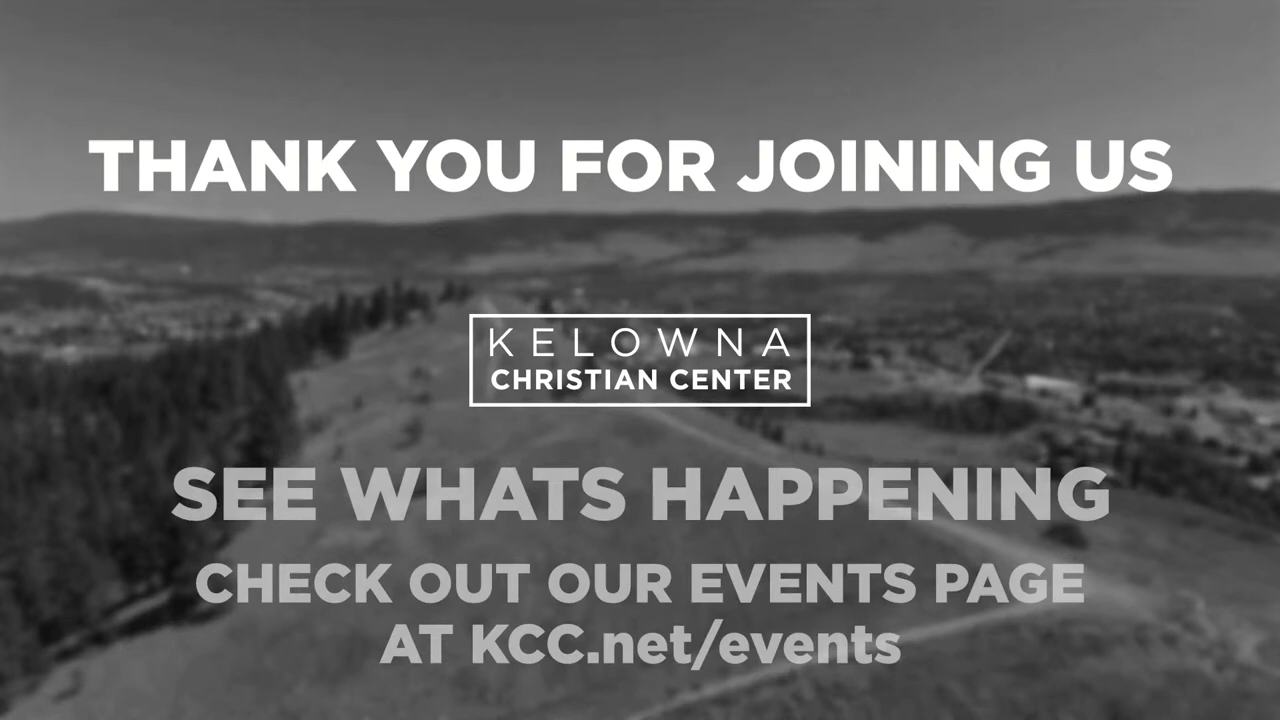 THANK YOU FOR JOINING US
KELOWNA
CHRISTIAN CENTER
SEE WHATS HAPPENING
CHECK OUT OUR EVENTS PAGE
AT KCC.net/events